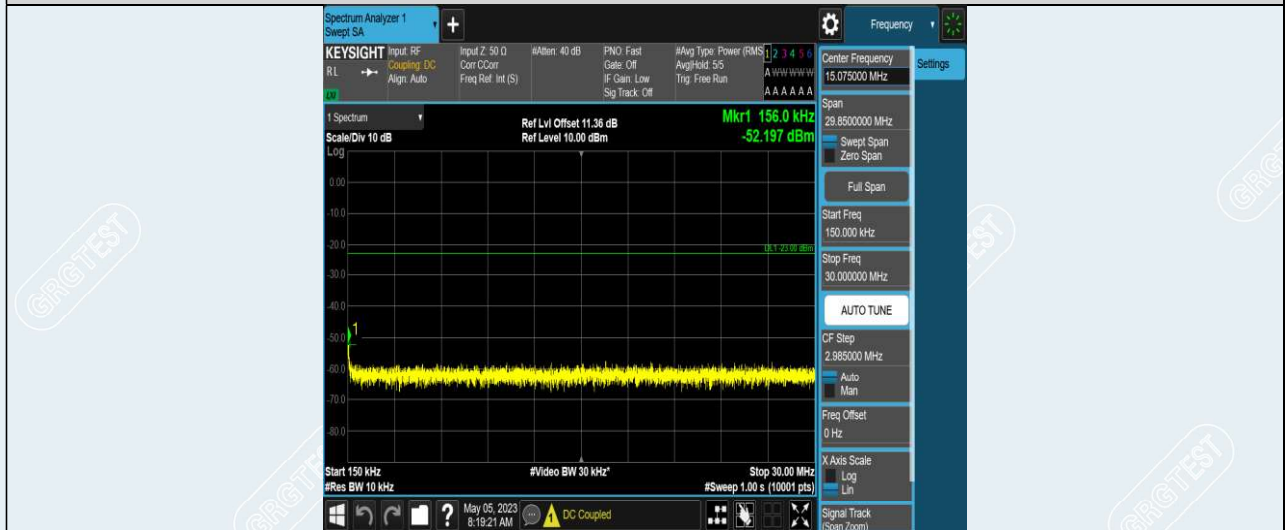 Spectrum Analyzer 1
Swept SA
Frequency
KEYSIGHT
RL
LXI
Input: RF
Coupling: DC
Align: Auto
Input Z: 50 Ω
Corr CCorr
Freq Ref: Int (S)
#Atten: 40 dB
PNO: Fast
Gate: Off
IF Gain: Low
Sig Track: Off
#Avg Type: Power (RMS
Avg|Hold: 5/5
Trig: Free Run
1 2 3 4 5 6
A W W W W W
A A A A A A
Center Frequency
15.075000 MHz
Settings
Span
29.8500000 MHz
Swept Span
Zero Span
Full Span
Start Freq
150.000 kHz
Stop Freq
30.000000 MHz
AUTO TUNE
CF Step
2.985000 MHz
Auto
Man
Freq Offset
0 Hz
X Axis Scale
Log
Lin
Signal Track
(Span Zoom)
1 Spectrum
Scale/Div 10 dB
Ref Lvl Offset 11.36 dB
Ref Level 10.00 dBm
Mkr1 156.0 kHz
-52.197 dBm
Log
0.00
-10.0
-20.0
DL1 -23.00 dBm
-30.0
-40.0
-50.0
1
-60.0
-70.0
-80.0
Start 150 kHz
#Video BW 30 kHz*
Stop 30.00 MHz
#Res BW 10 kHz
#Sweep 1.00 s (10001 pts)
?
May 05, 2023
8:19:21 AM
DC Coupled
GRGTEST
GRGTEST
GRGTEST
GRGTEST
GRGTEST